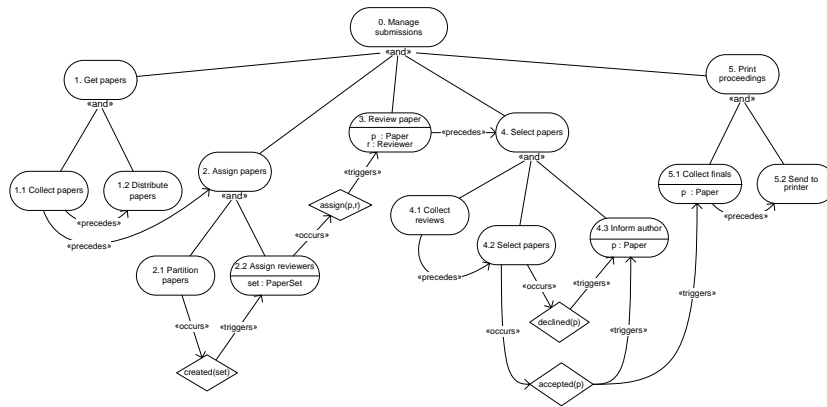 0. Manage
submissions
«and»
1. Get papers
«and»
5. Print
proceedings
«and»
3. Review paper
p : Paper
r : Reviewer
«precedes»
4. Select papers
«and»
2. Assign papers
«and»
«triggers»
1.1 Collect papers
1.2 Distribute
papers
«precedes»
«precedes»
assign(p,r)
«occurs»
4.1 Collect
reviews
5.1 Collect finals
p : Paper
5.2 Send to
printer
«precedes»
4.3 Inform author
p : Paper
4.2 Select papers
«precedes»
2.1 Partition
papers
2.2 Assign reviewers
set : PaperSet
«occurs»
«triggers»
«triggers»
«occurs»
«triggers»
«occurs»
declined(p)
«triggers»
created(set)
accepted(p)